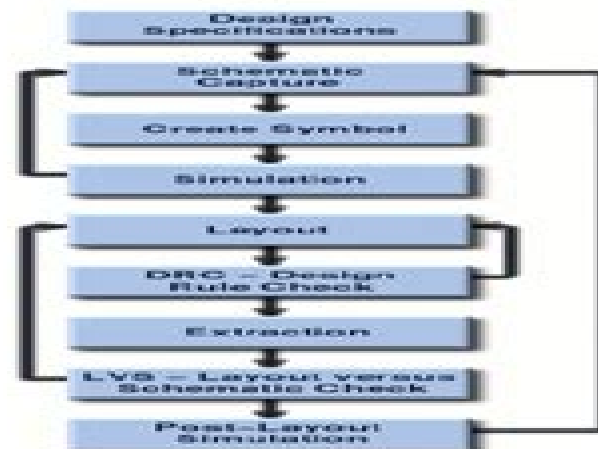 Design
Specifications
Schematic
Capture
Create Symbol
Simulation
Layout
DRC - Design
Rule Check
Extraction
LVS - Layout versus
Schematic Check
Post-Layout
Simulation